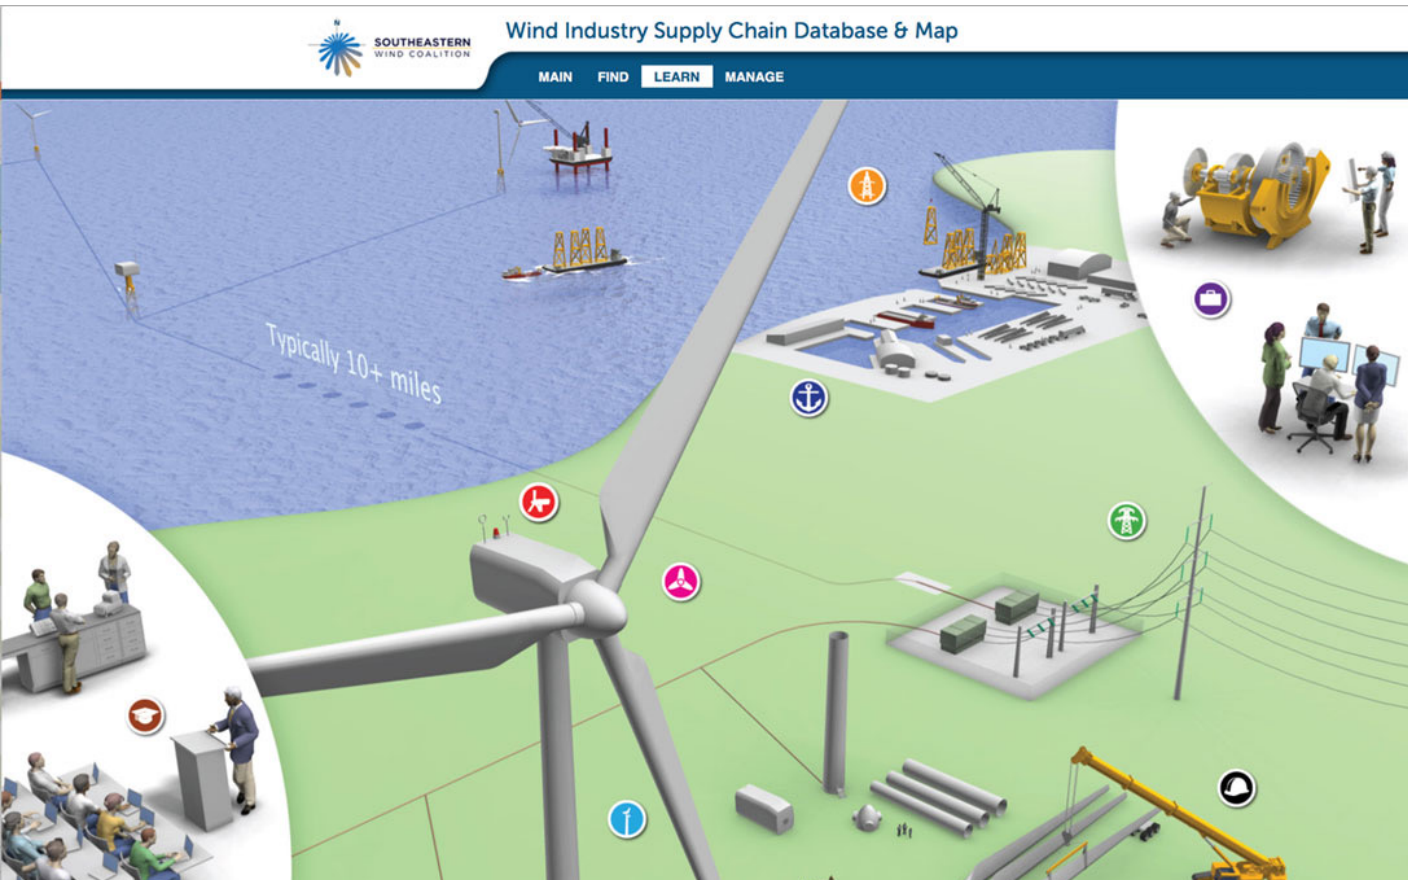 N
SOUTHEASTERN
WIND COALITION
Wind Industry Supply Chain Database & Map
MAIN FIND LEARN MANAGE
Typically 10+ miles